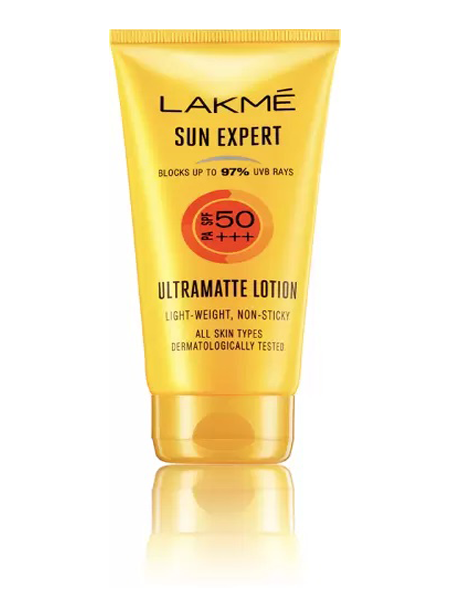 LAKMÉ
SUN EXPERT
BLOCKS UP TO 97% UVB RAYS
PA SPF 50
+++
ULTRAMATTE LOTION
LIGHT-WEIGHT, NON-STICKY
ALL SKIN TYPES
DERMATOLOGICALLY TESTED